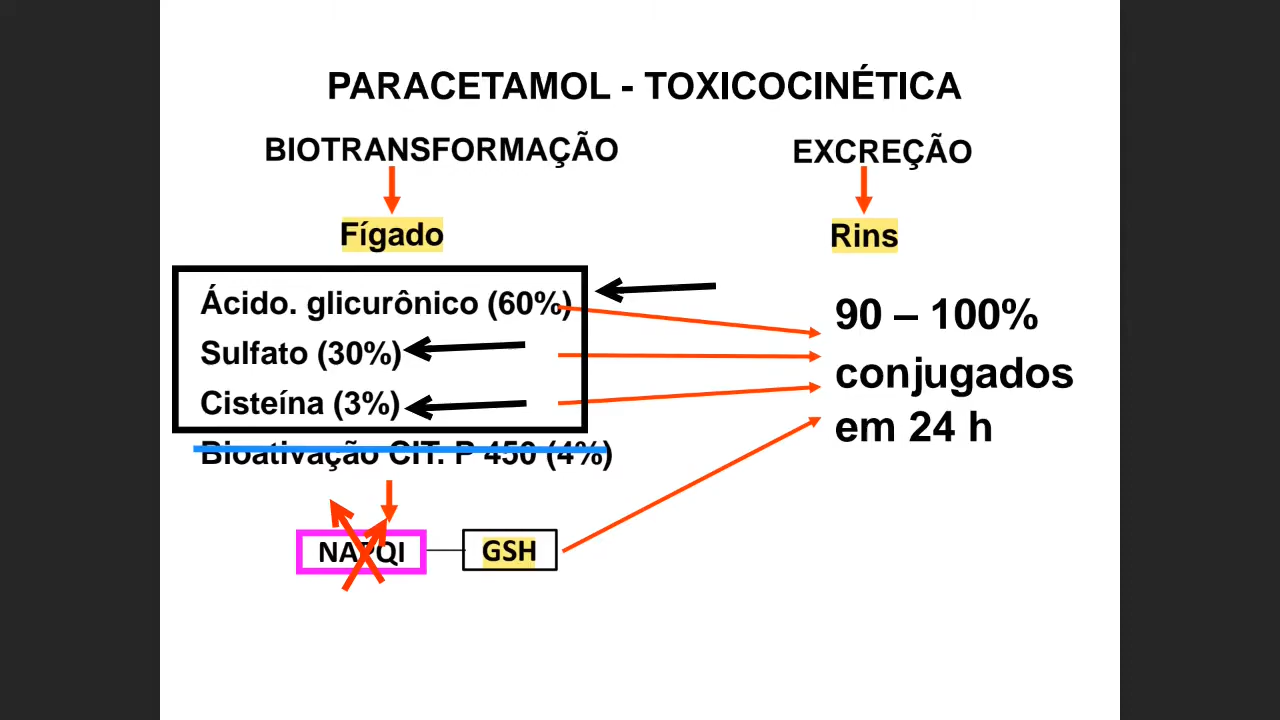 PARACETAMOL - TOXICOCINÉTICA
BIOTRANSFORMAÇÃO
EXCREÇÃO
Fígado
Rins
Ácido. glicurônico (60%)
Sulfato (30%)
Cisteína (3%)
Bioativação CIT. P 450 (4%)
90 – 100%
conjugados
em 24 h
NAPQI
GSH